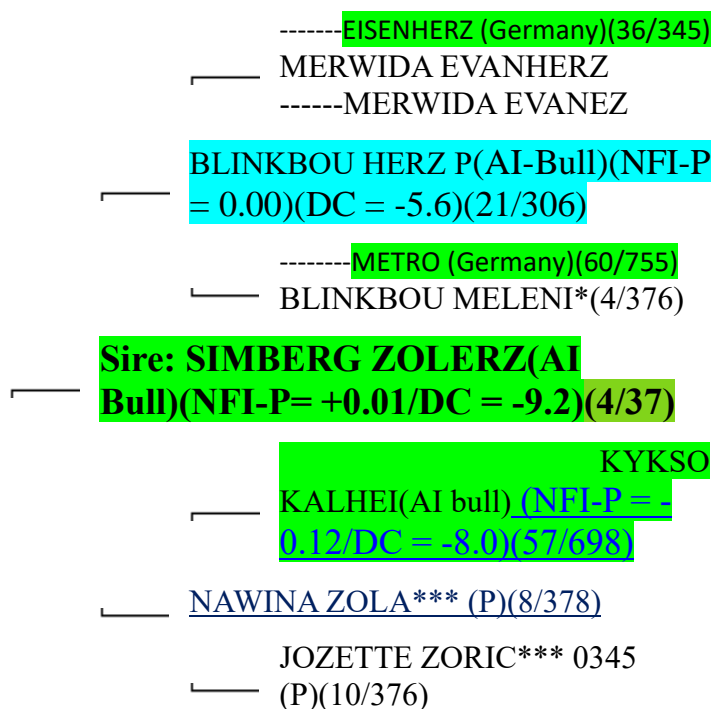 -------EISENHERZ (Germany)(36/345)
MERWIDA EVANHERZ
------MERWIDA EVANEZ
BLINKBOU HERZ P(AI-Bull)(NFI-P
= 0.00)(DC = -5.6)(21/306)
--------METRO (Germany)(60/755)
BLINKBOU MELENI*(4/376)
Sire: SIMBERG ZOLERZ(AI
Bull)(NFI-P= +0.01/DC = -9.2)(4/37)
KYKSO
KALHEI(AI bull) (NFI-P = -
0.12/DC = -8.0)(57/698)
NAWINA ZOLA*** (P)(8/378)
JOZETTE ZORIC*** 0345
(P)(10/376)